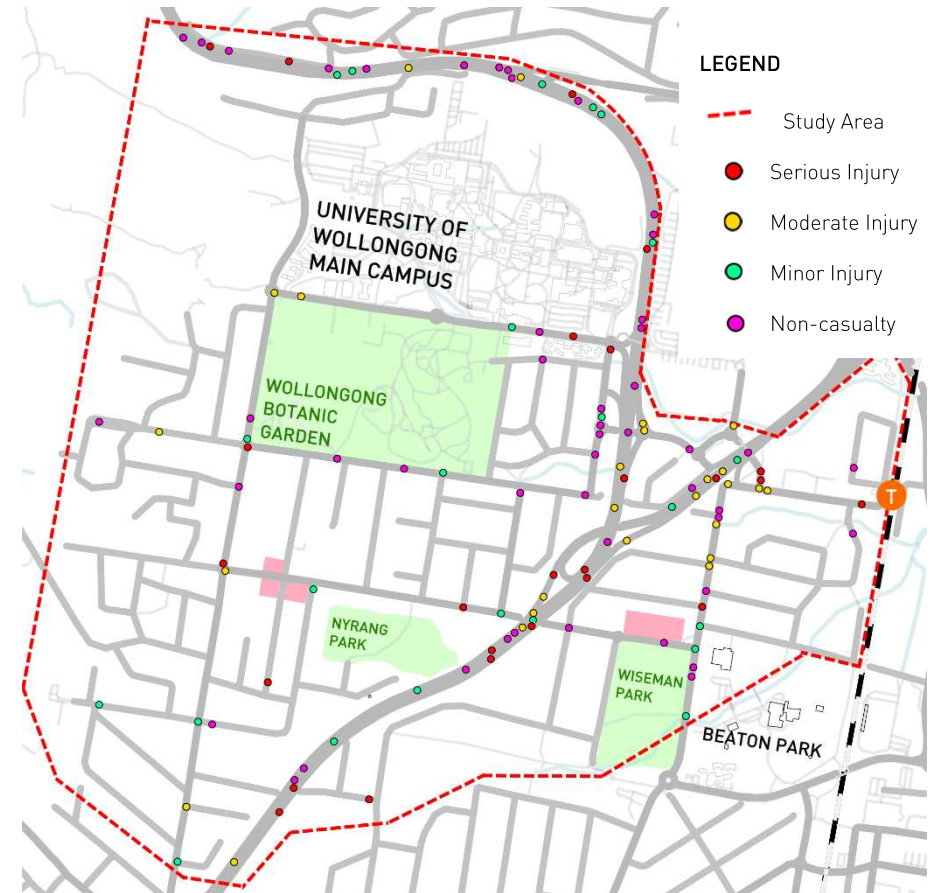 LEGEND
Study Area
Serious Injury
Moderate Injury
Minor Injury
Non-casualty
UNIVERSITY OF
WOLLONGONG
MAIN CAMPUS
WOLLONGONG
BOTANIC
GARDEN
T
NYRANG
PARK
WISEMAN
PARK
BEATON PARK